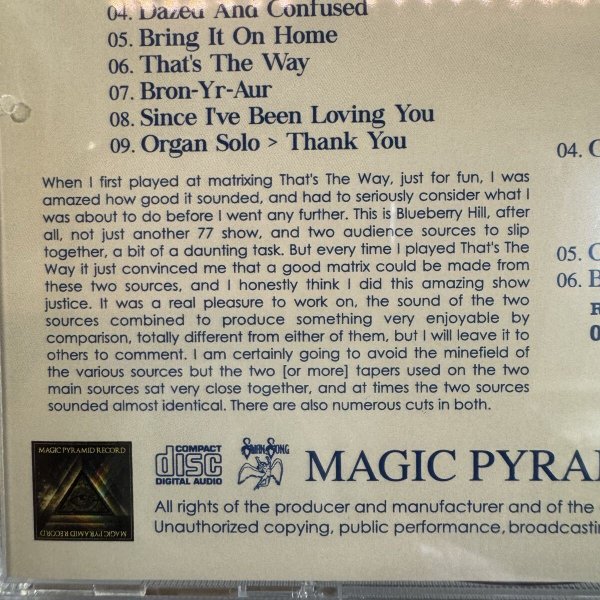 04. Dazed And Confused
05. Bring It On Home
06. That's The Way
07. Bron-Yr-Aur
08. Since I've Been Loving You
09. Organ Solo > Thank You
04.
05.
06.
When I first played at matrixing That's The Way, just for fun, I was
amazed how good it sounded, and had to seriously consider what I
was about to do before I went any further. This is Blueberry Hill, after
all, not just another 77 show, and two audience sources to slip
together, a bit of a daunting task. But every time I played That's The
Way it just convinced me that a good matrix could be made from
these two sources, and I honestly think I did this amazing show
justice. It was a real pleasure to work on, the sound of the two
sources combined to produce something very enjoyable by
comparison, totally different from either of them, but I will leave it to
others to comment. I am certainly going to avoid the minefield of
the various sources but the two [or more] tapers used on the two
main sources sat very close together, and at times the two sources
sounded almost identical. There are also numerous cuts in both.
MAGIC PYRAMID RECORD
MAGIC PYRAMID RECORD
COMPACT
disc
DIGITAL AUDIO
SWAN SONG
MAGIC PYRA
All rights of the producer and manufacturer and of the
Unauthorized copying, public performance, broadcastin